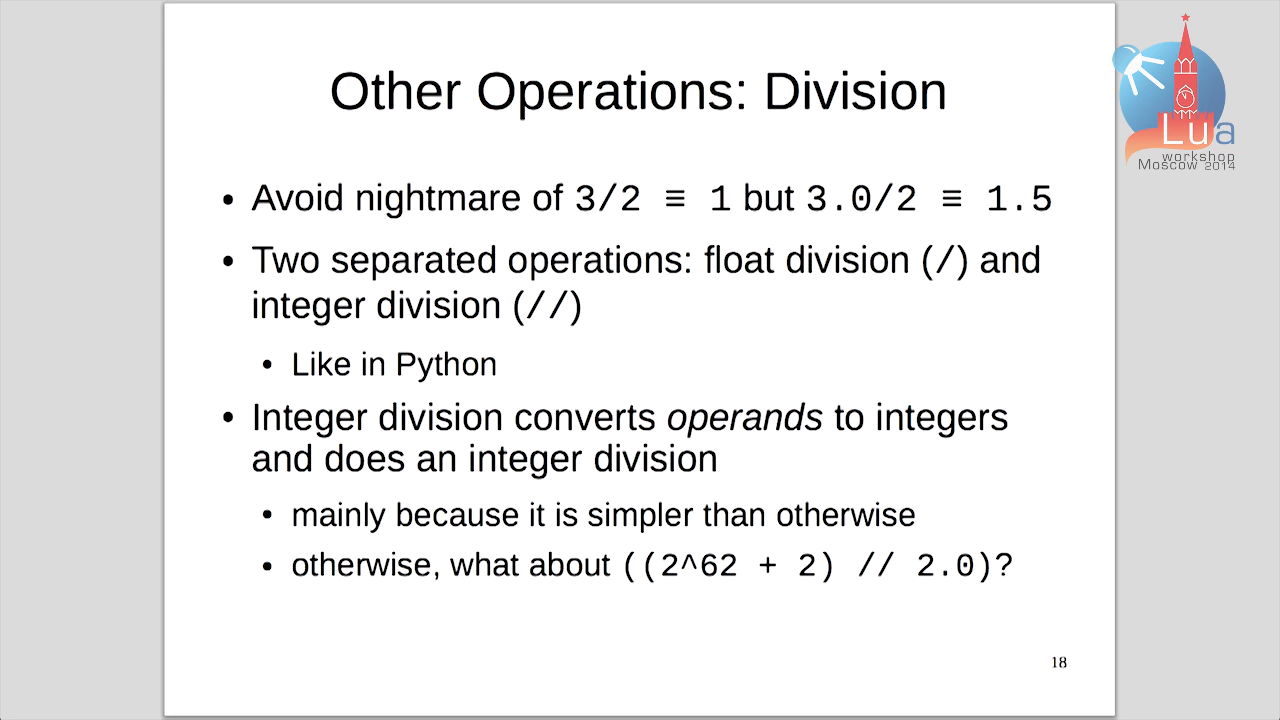 Other Operations: Division
• Avoid nightmare of 3/2 ≡ 1 but 3.0/2 ≡ 1.5
• Two separated operations: float division (/) and
integer division (//)
• Like in Python
• Integer division converts operands to integers
and does an integer division
• mainly because it is simpler than otherwise
• otherwise, what about ((2^62 + 2) // 2.0)?
18
Lua
workshop
Moscow 2014